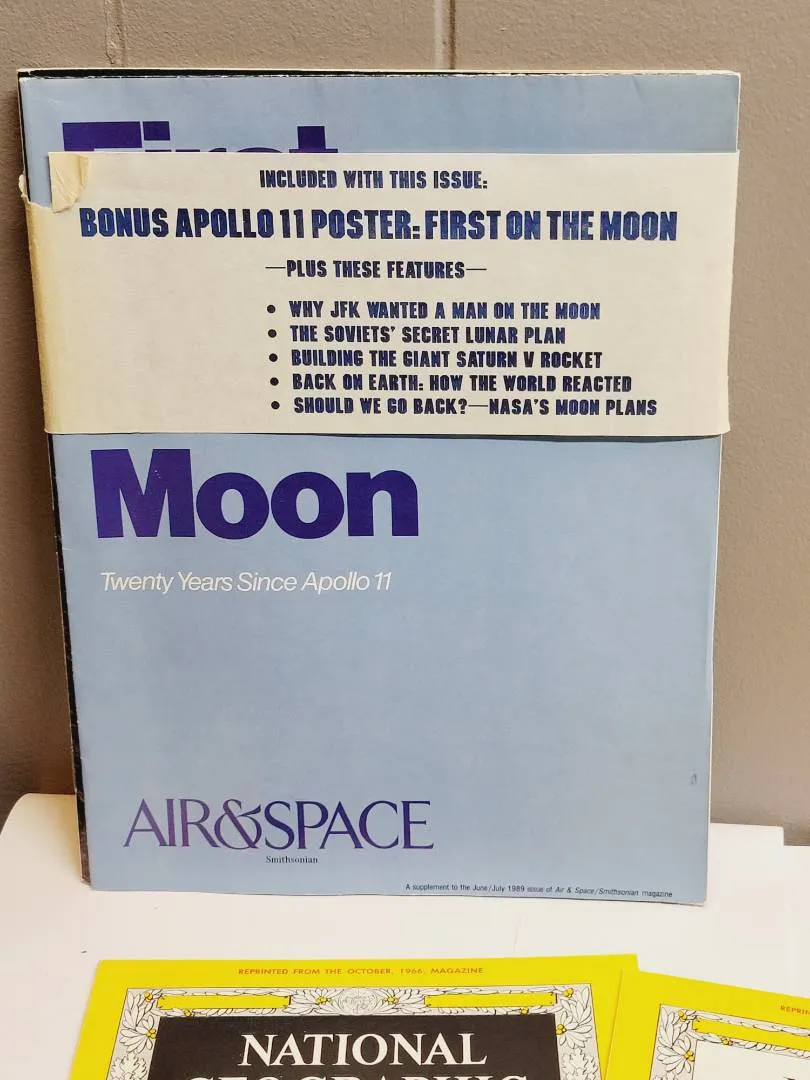 First
INCLUDED WITH THIS ISSUE:
BONUS APOLLO 11 POSTER: FIRST ON THE MOON
—PLUS THESE FEATURES—
• WHY JFK WANTED A MAN ON THE MOON
• THE SOVIETS' SECRET LUNAR PLAN
• BUILDING THE GIANT SATURN V ROCKET
• BACK ON EARTH: HOW THE WORLD REACTED
• SHOULD WE GO BACK?—NASA'S MOON PLANS
Moon
Twenty Years Since Apollo 11
AIR&SPACE
Smithsonian
A supplement to the June/July 1989 issue of Air & Space/Smithsonian magazine
REPRINTED FROM THE OCTOBER, 1966, MAGAZINE
NATIONAL
GEOGRAPHIC